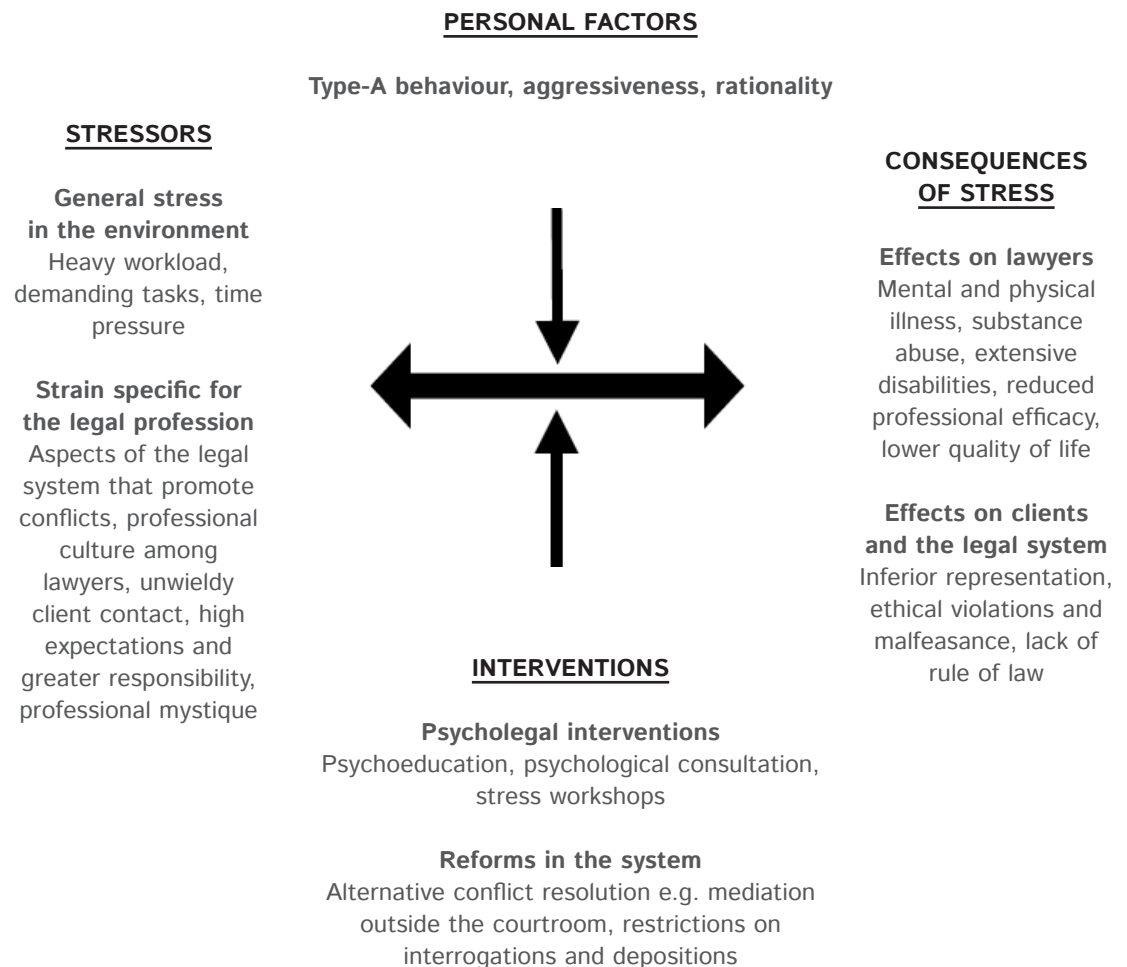 PERSONAL FACTORS
Type-A behaviour, aggressiveness, rationality
STRESSORS
General stress
in the environment
Heavy workload,
demanding tasks, time
pressure
Strain specific for
the legal profession
Aspects of the legal
system that promote
conflicts, professional
culture among
lawyers, unwieldy
client contact, high
expectations and
greater responsibility,
professional mystique
CONSEQUENCES
OF STRESS
Effects on lawyers
Mental and physical
illness, substance
abuse, extensive
disabilities, reduced
professional efficacy,
lower quality of life
Effects on clients
and the legal system
Inferior representation,
ethical violations and
malfeasance, lack of
rule of law
INTERVENTIONS
Psycholegal interventions
Psychoeducation, psychological consultation,
stress workshops
Reforms in the system
Alternative conflict resolution e.g. mediation
outside the courtroom, restrictions on
interrogations and depositions